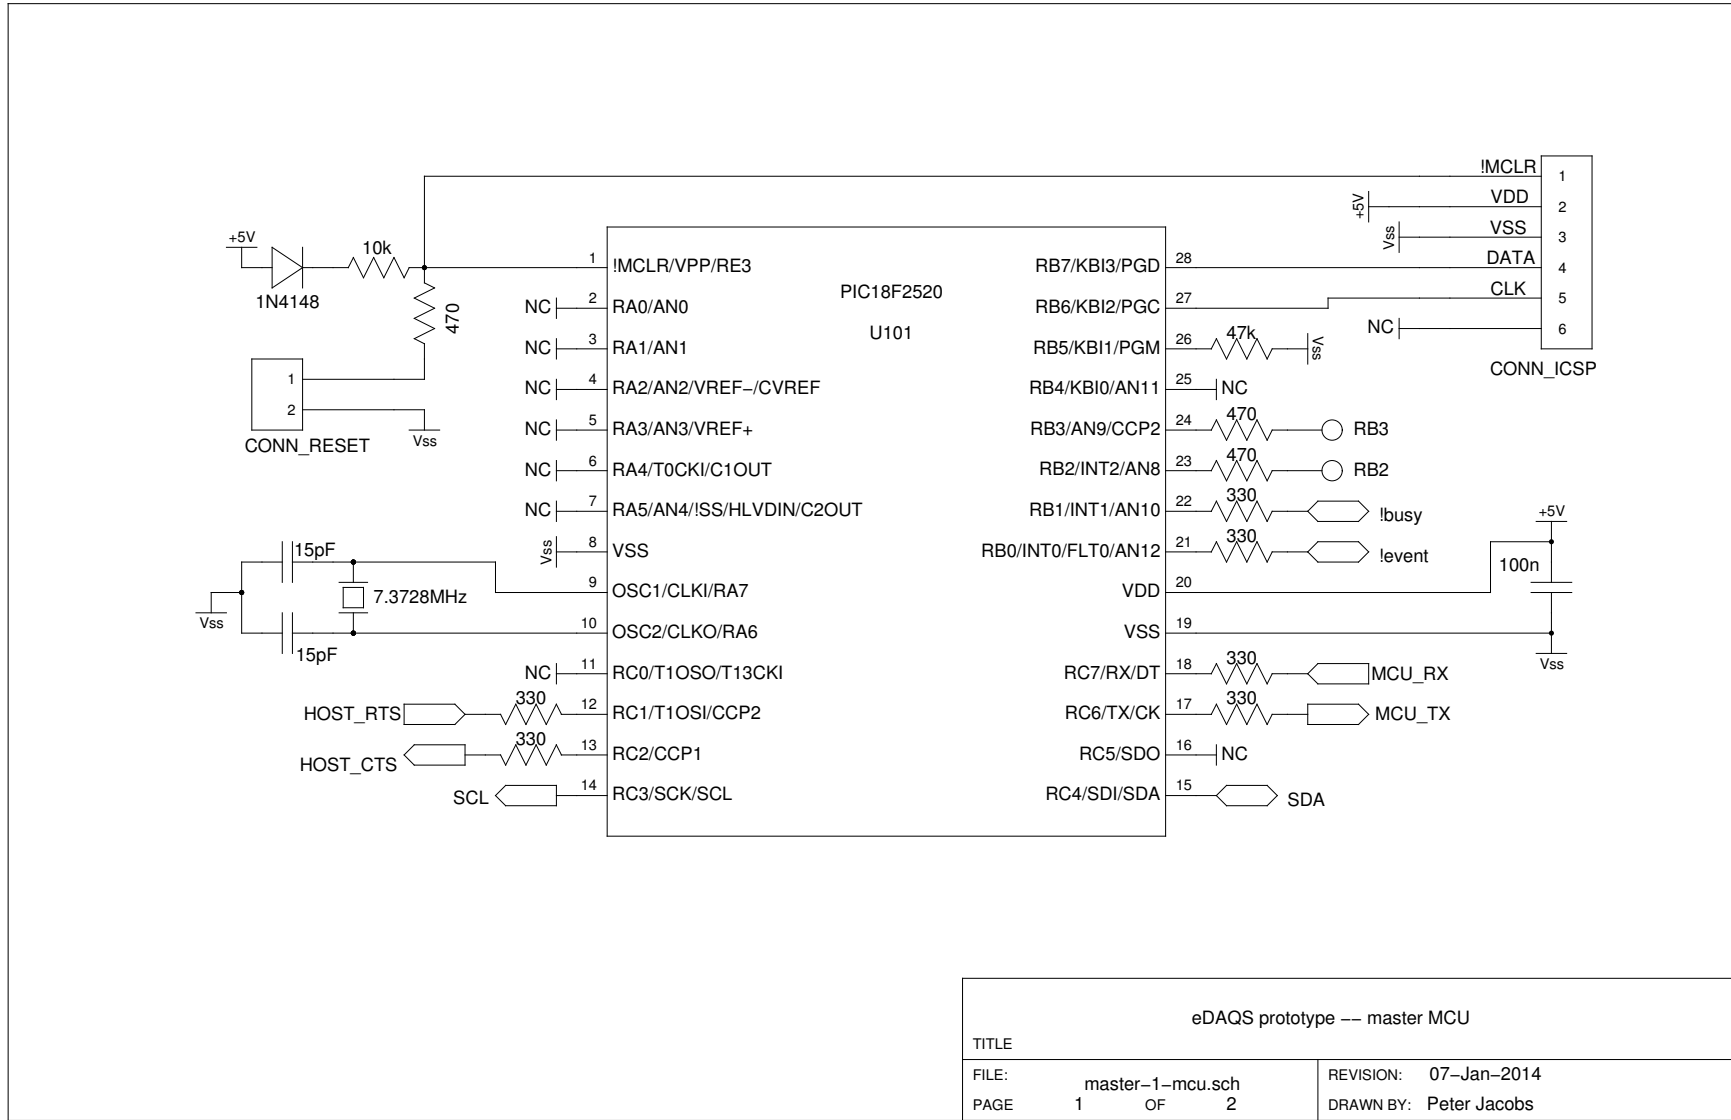 !MCLR 1
+5V VDD 2
Vss VSS 3
DATA 4
CLK 5
NC 6
CONN_ICSP
+5V
1N4148
10k
470
1
2
CONN_RESET
Vss
PIC18F2520
U101
1 !MCLR/VPP/RE3
NC 2 RA0/AN0
NC 3 RA1/AN1
NC 4 RA2/AN2/VREF−/CVREF
NC 5 RA3/AN3/VREF+
NC 6 RA4/T0CKI/C1OUT
NC 7 RA5/AN4/!SS/HLVDIN/C2OUT
Vss 8 VSS
15pF
9 OSC1/CLKI/RA7
7.3728MHz
Vss
10 OSC2/CLKO/RA6
15pF
NC 11 RC0/T1OSO/T13CKI
HOST_RTS 330 12 RC1/T1OSI/CCP2
HOST_CTS 330 13 RC2/CCP1
SCL 14 RC3/SCK/SCL
RB7/KBI3/PGD 28
RB6/KBI2/PGC 27
RB5/KBI1/PGM 26 47k Vss
RB4/KBI0/AN11 25 NC
RB3/AN9/CCP2 24 470 RB3
RB2/INT2/AN8 23 470 RB2
RB1/INT1/AN10 22 330 !busy
RB0/INT0/FLT0/AN12 21 330 !event
VDD 20
VSS 19
+5V
100n
Vss
RC7/RX/DT 18 330 MCU_RX
RC6/TX/CK 17 330 MCU_TX
RC5/SDO 16 NC
RC4/SDI/SDA 15 SDA
eDAQS prototype −− master MCU
TITLE
FILE: master−1−mcu.sch
REVISION: 07−Jan−2014
PAGE 1 OF 2
DRAWN BY: Peter Jacobs